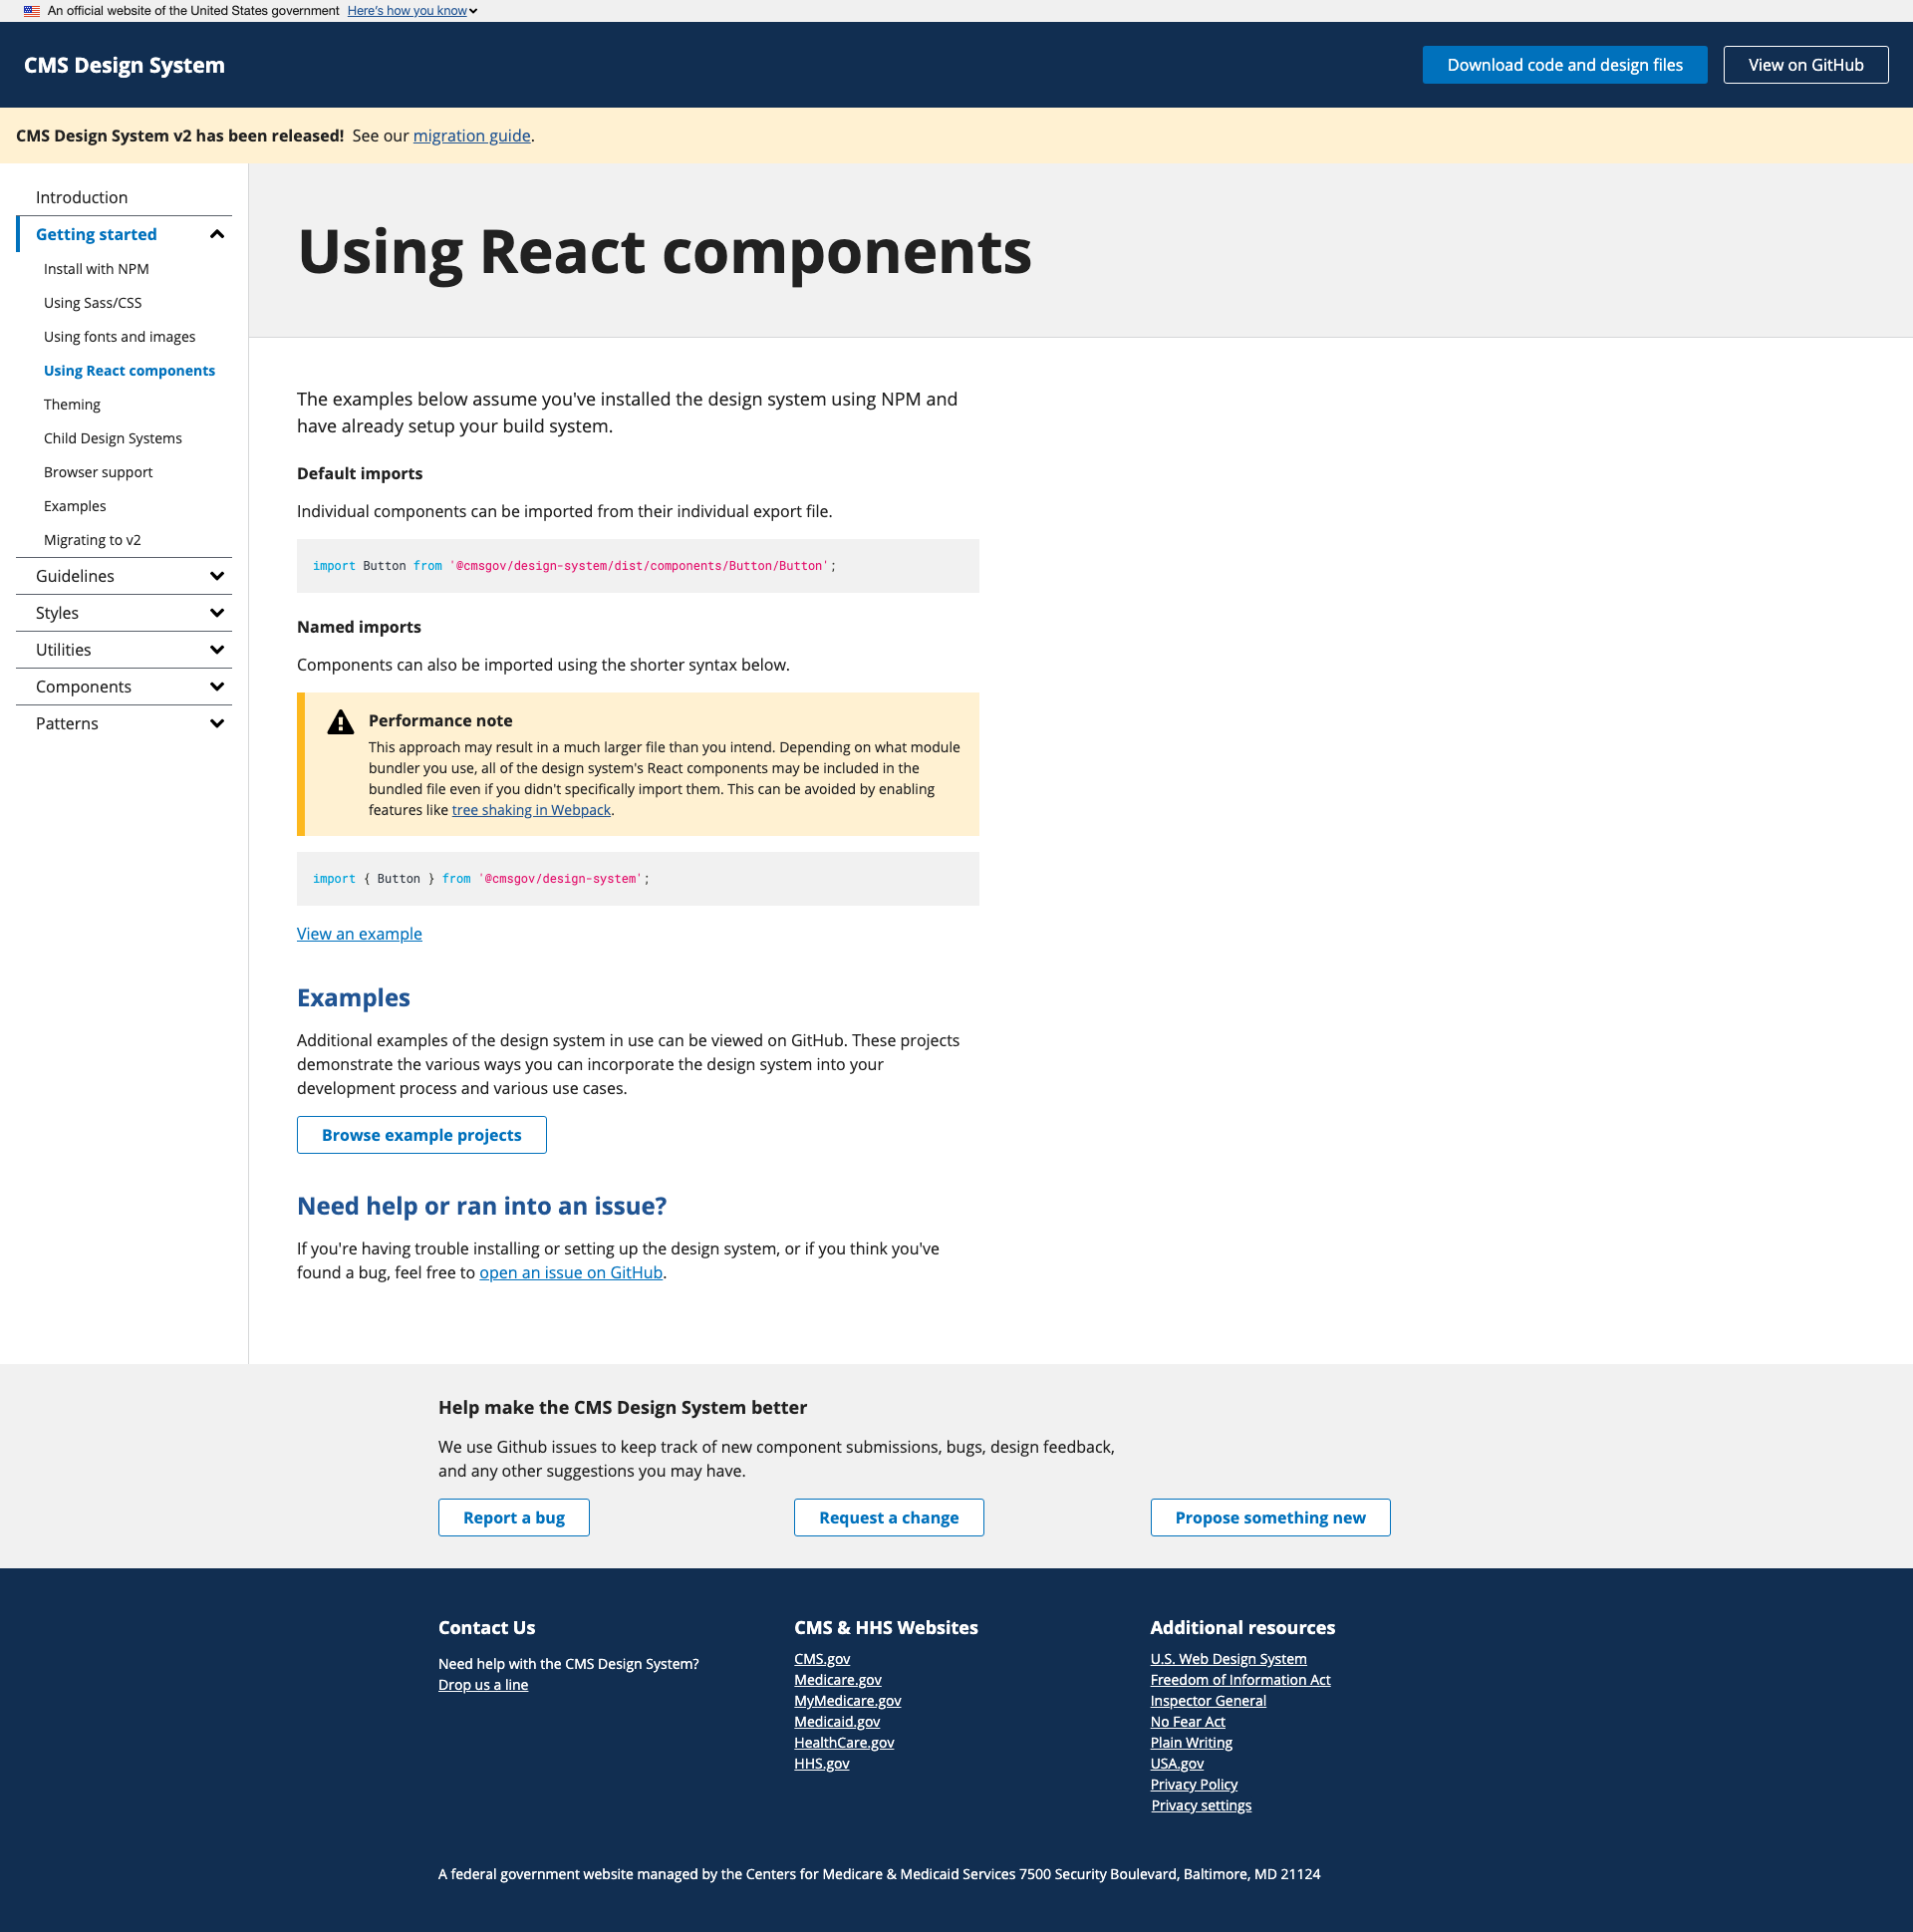 An official website of the United States government Here's how you know
CMS Design System
Download code and design files
View on GitHub
CMS Design System v2 has been released! See our migration guide.
Introduction
Getting started
Install with NPM
Using Sass/CSS
Using fonts and images
Using React components
Theming
Child Design Systems
Browser support
Examples
Migrating to v2
Guidelines
Styles
Utilities
Components
Patterns
Using React components
The examples below assume you've installed the design system using NPM and
have already setup your build system.
Default imports
Individual components can be imported from their individual export file.
import Button from '@cmsgov/design-system/dist/components/Button/Button';
Named imports
Components can also be imported using the shorter syntax below.
Performance note
This approach may result in a much larger file than you intend. Depending on what module
bundler you use, all of the design system's React components may be included in the
bundled file even if you didn't specifically import them. This can be avoided by enabling
features like tree shaking in Webpack.
import { Button } from '@cmsgov/design-system';
View an example
Examples
Additional examples of the design system in use can be viewed on GitHub. These projects
demonstrate the various ways you can incorporate the design system into your
development process and various use cases.
Browse example projects
Need help or ran into an issue?
If you're having trouble installing or setting up the design system, or if you think you've
found a bug, feel free to open an issue on GitHub.
Help make the CMS Design System better
We use Github issues to keep track of new component submissions, bugs, design feedback,
and any other suggestions you may have.
Report a bug
Request a change
Propose something new
Contact Us
Need help with the CMS Design System?
Drop us a line
CMS & HHS Websites
CMS.gov
Medicare.gov
MyMedicare.gov
Medicaid.gov
HealthCare.gov
HHS.gov
Additional resources
U.S. Web Design System
Freedom of Information Act
Inspector General
No Fear Act
Plain Writing
USA.gov
Privacy Policy
Privacy settings
A federal government website managed by the Centers for Medicare & Medicaid Services 7500 Security Boulevard, Baltimore, MD 21124